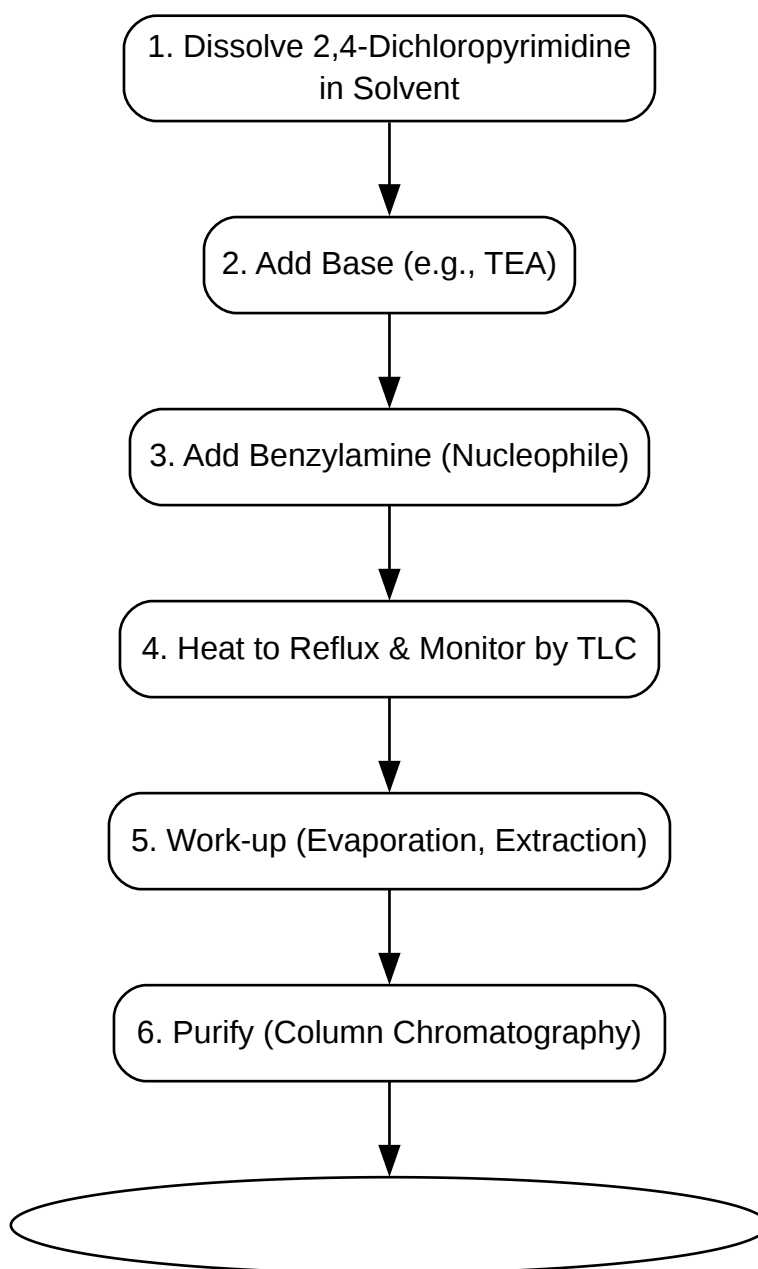 1. Dissolve 2,4-Dichloropyrimidine
in Solvent
2. Add Base (e.g., TEA)
3. Add Benzylamine (Nucleophile)
4. Heat to Reflux & Monitor by TLC
5. Work-up (Evaporation, Extraction)
6. Purify (Column Chromatography)